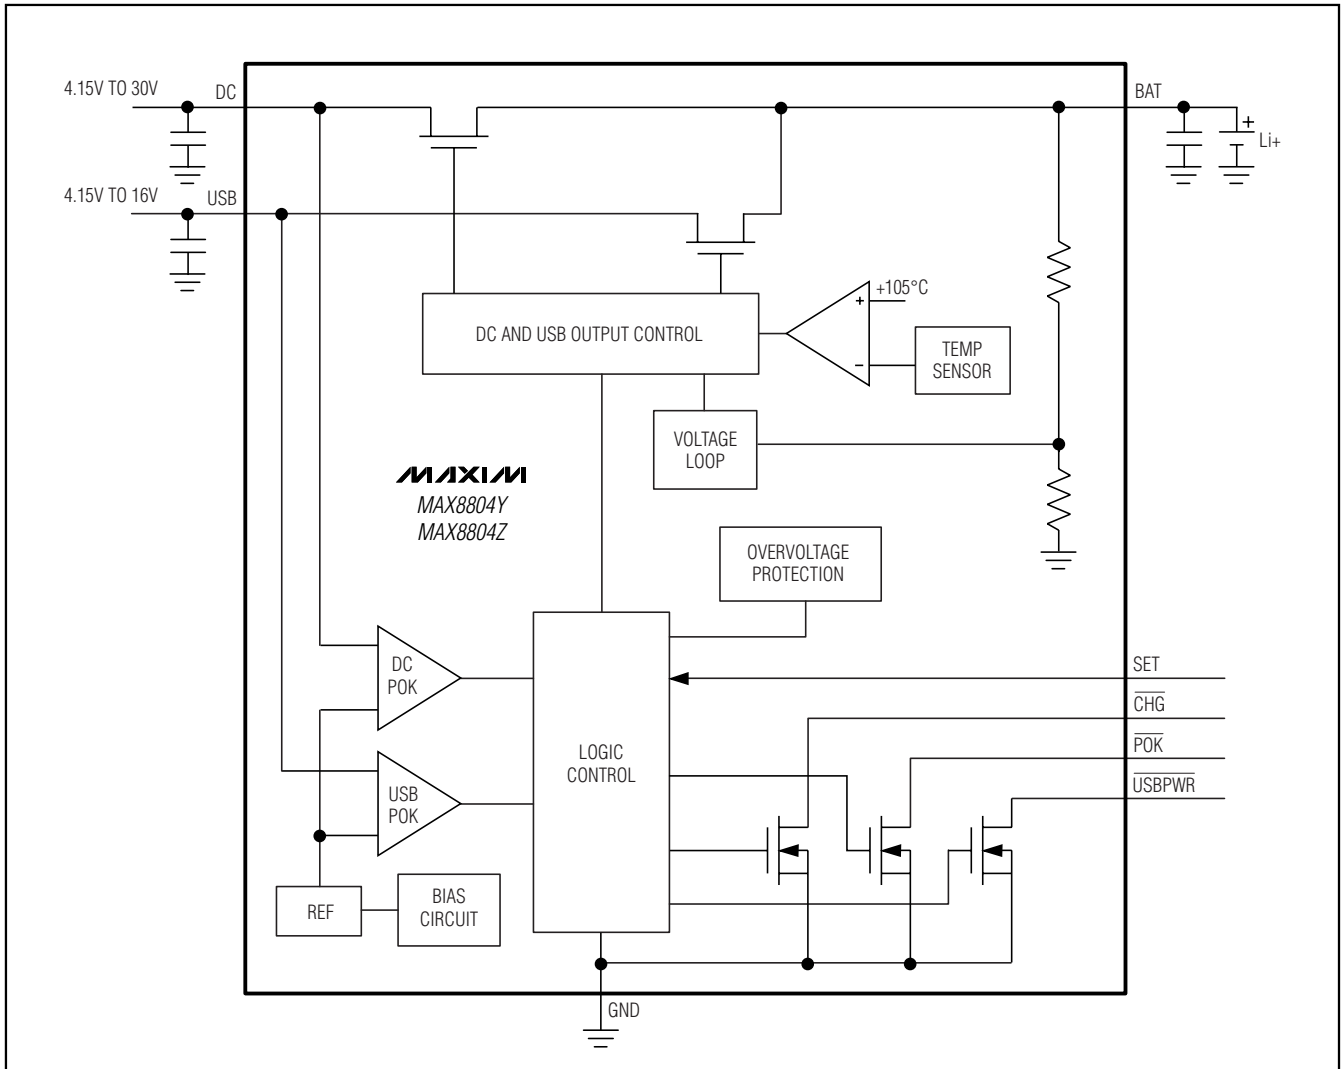 4.15V TO 30V
DC
BAT
+
Li+
4.15V TO 16V
USB
+105°C
+
−
DC AND USB OUTPUT CONTROL
TEMP
SENSOR
VOLTAGE
LOOP
MAXIM
MAX8804Y
MAX8804Z
OVERVOLTAGE
PROTECTION
DC
POK
SET
CHG
POK
USBPWR
LOGIC
CONTROL
USB
POK
REF
BIAS
CIRCUIT
GND